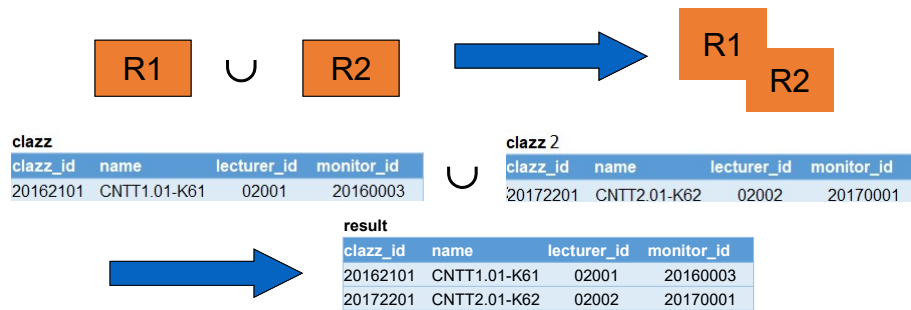 R1 ∪ R2 R1
R2
clazz
clazz_id name lecturer_id monitor_id
20162101 CNTT1.01-K61 02001 20160003
∪
clazz 2
clazz_id name lecturer_id monitor_id
20172201 CNTT2.01-K62 02002 20170001
result
clazz_id name lecturer_id monitor_id
20162101 CNTT1.01-K61 02001 20160003
20172201 CNTT2.01-K62 02002 20170001